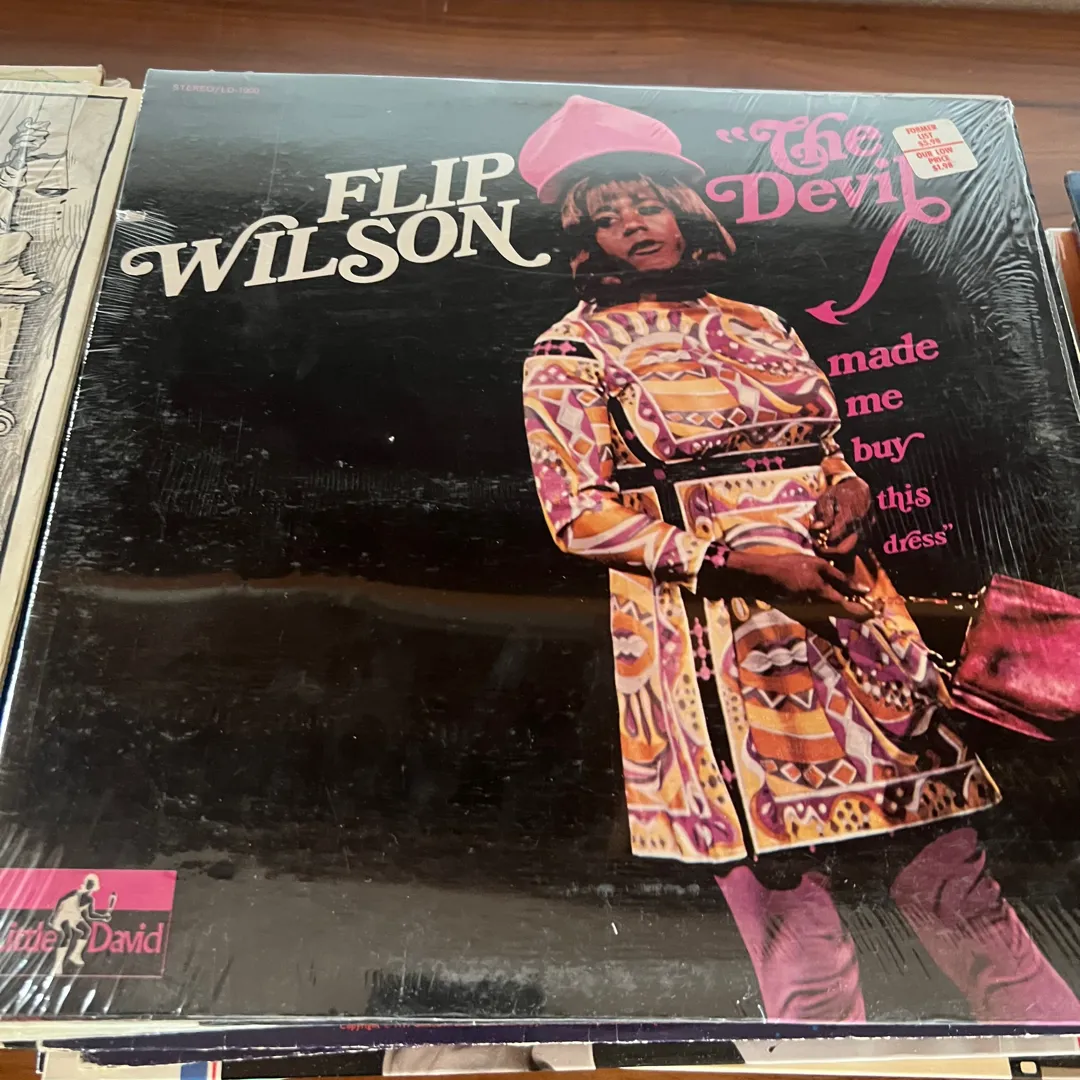 STEREO/LD-1000
FLIP
WILSON
"The
Devil
made
me
buy
this
dress"
FORMER
LIST
$5.98
OUR LOW
PRICE
$1.98
Little David
Copyright